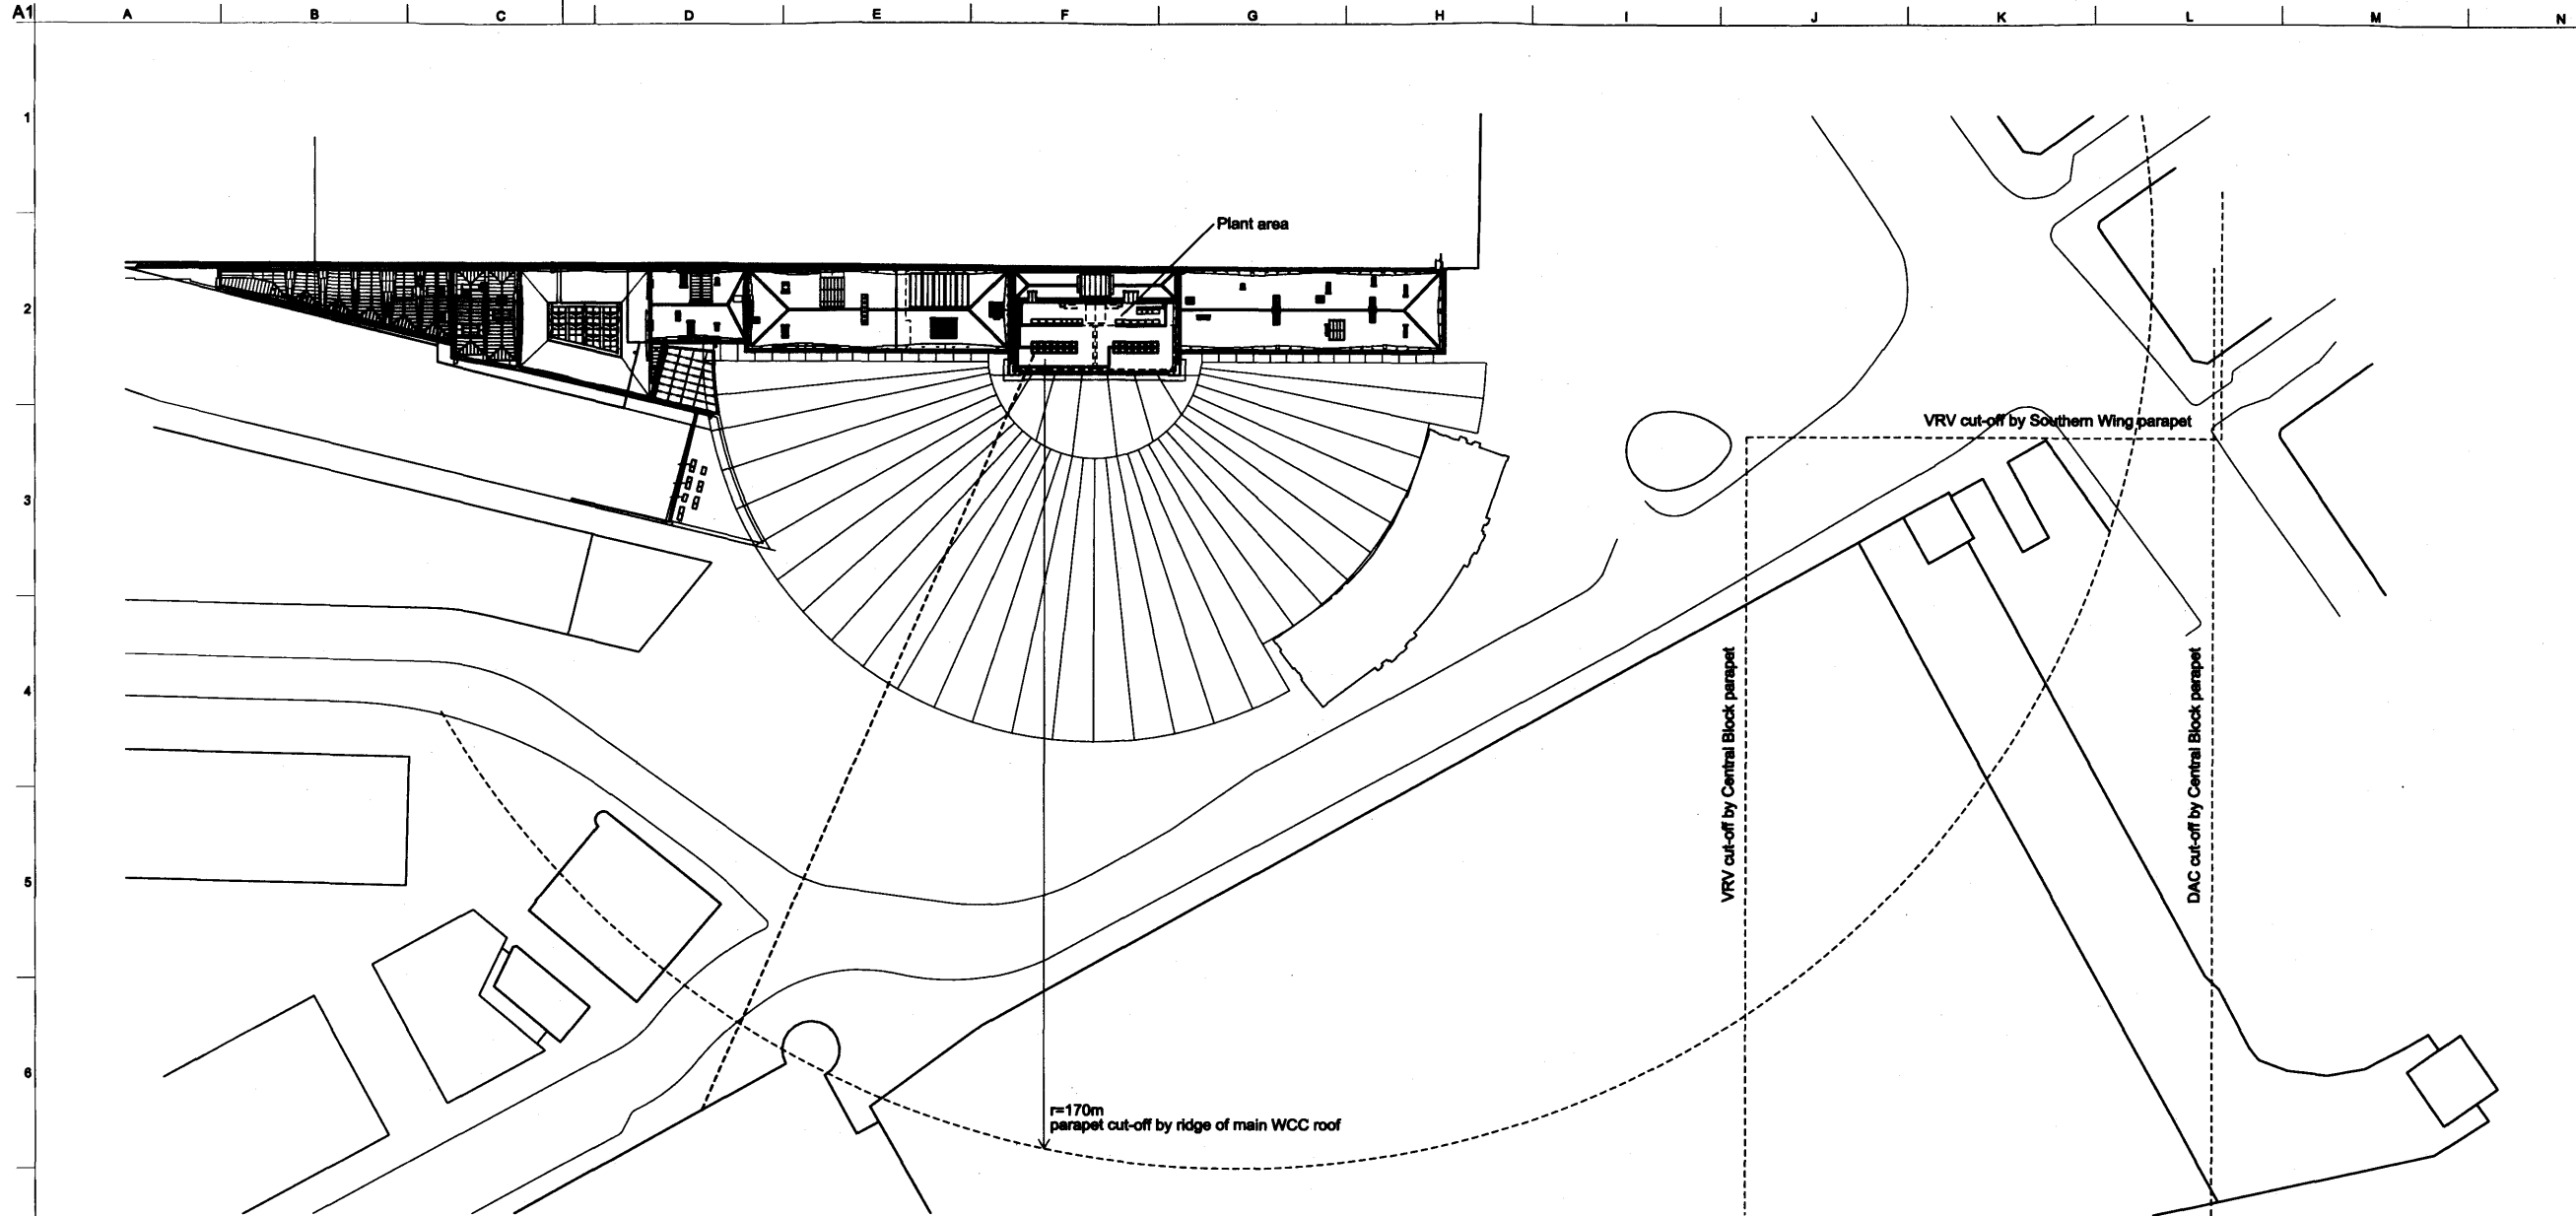 A1 A B C D E F G H I J K L M N
1
Plant area
2
VRV cut-off by Southern Wing parapet
3
4
VRV cut-off by Central Block parapet
DAC cut-off by Central Block parapet
5
6
r=170m
parapet cut-off by ridge of main WCC roof